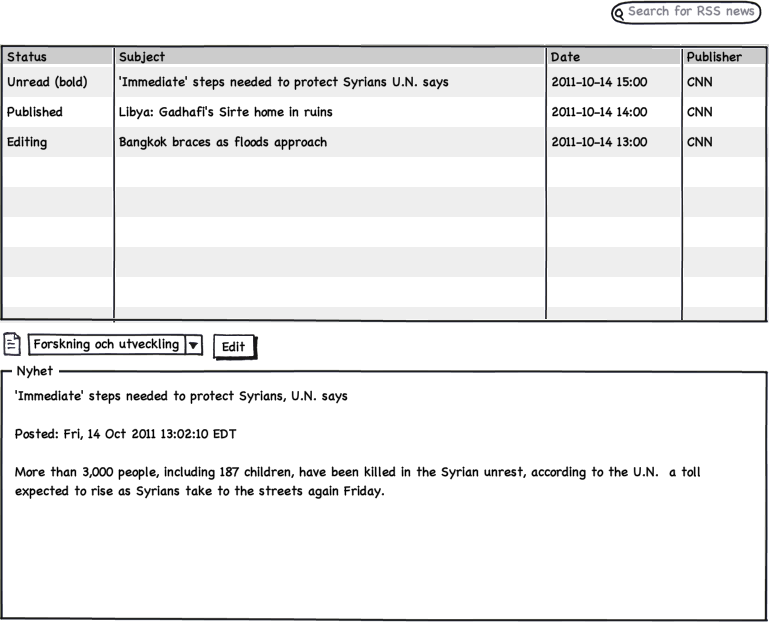 Search for RSS news
Status Subject Date Publisher
Unread (bold) 'Immediate' steps needed to protect Syrians U.N. says 2011-10-14 15:00 CNN
Published Libya: Gadhafi's Sirte home in ruins 2011-10-14 14:00 CNN
Editing Bangkok braces as floods approach 2011-10-14 13:00 CNN
Forskning och utveckling Edit
Nyhet
'Immediate' steps needed to protect Syrians, U.N. says
Posted: Fri, 14 Oct 2011 13:02:10 EDT
More than 3,000 people, including 187 children, have been killed in the Syrian unrest, according to the U.N.  a toll
expected to rise as Syrians take to the streets again Friday.